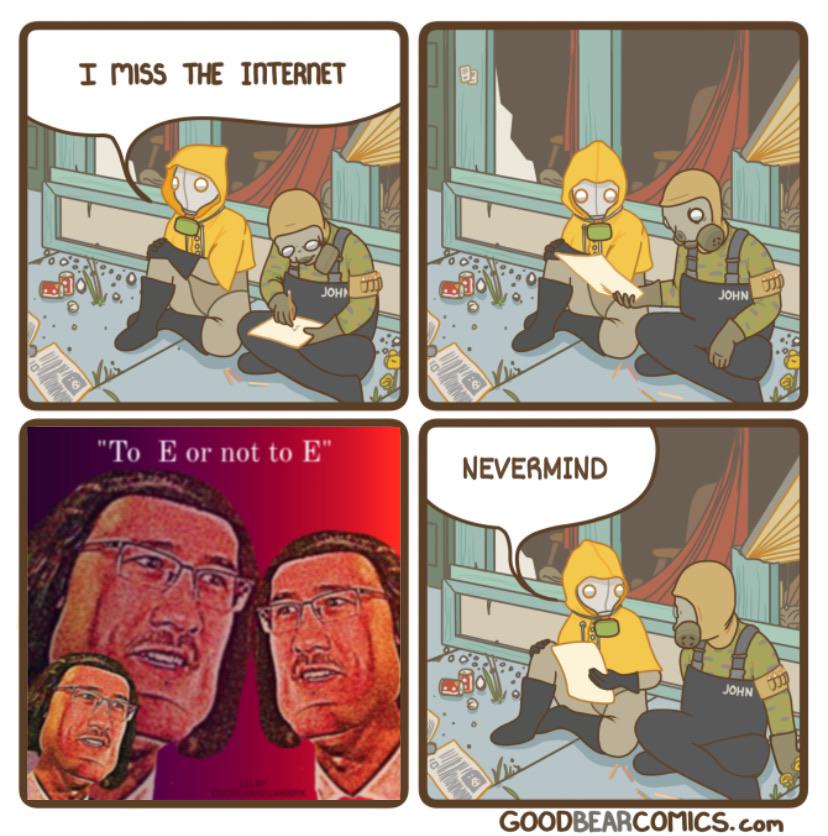 I MISS THE INTERNET
JOHN
JOHN
"To E or not to E"
NEVERMIND
JOHN
GOODBEARCOMICS.com